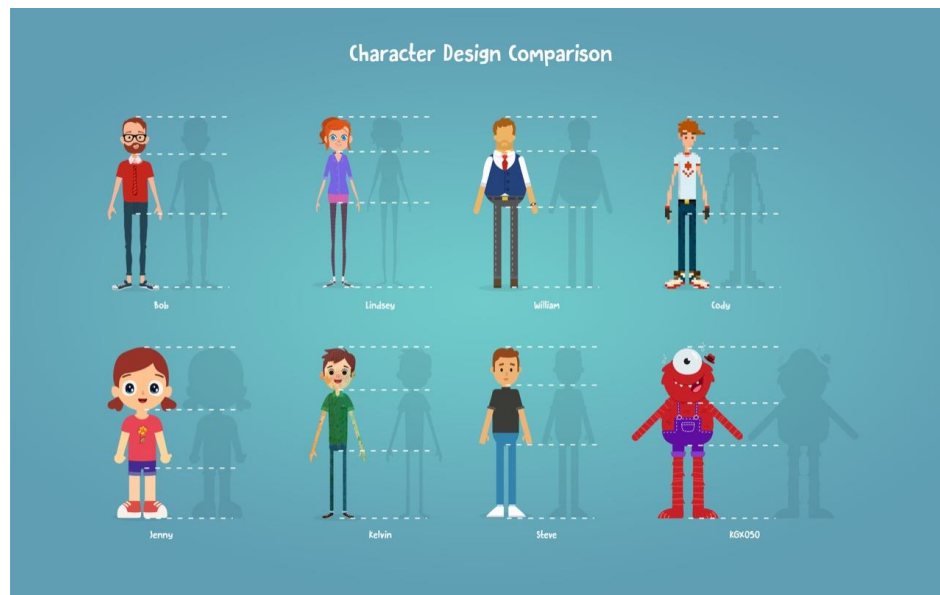 Character Design Comparison
Bob
Lindsey
William
Cody
Jenny
Kelvin
Steve
KGX050